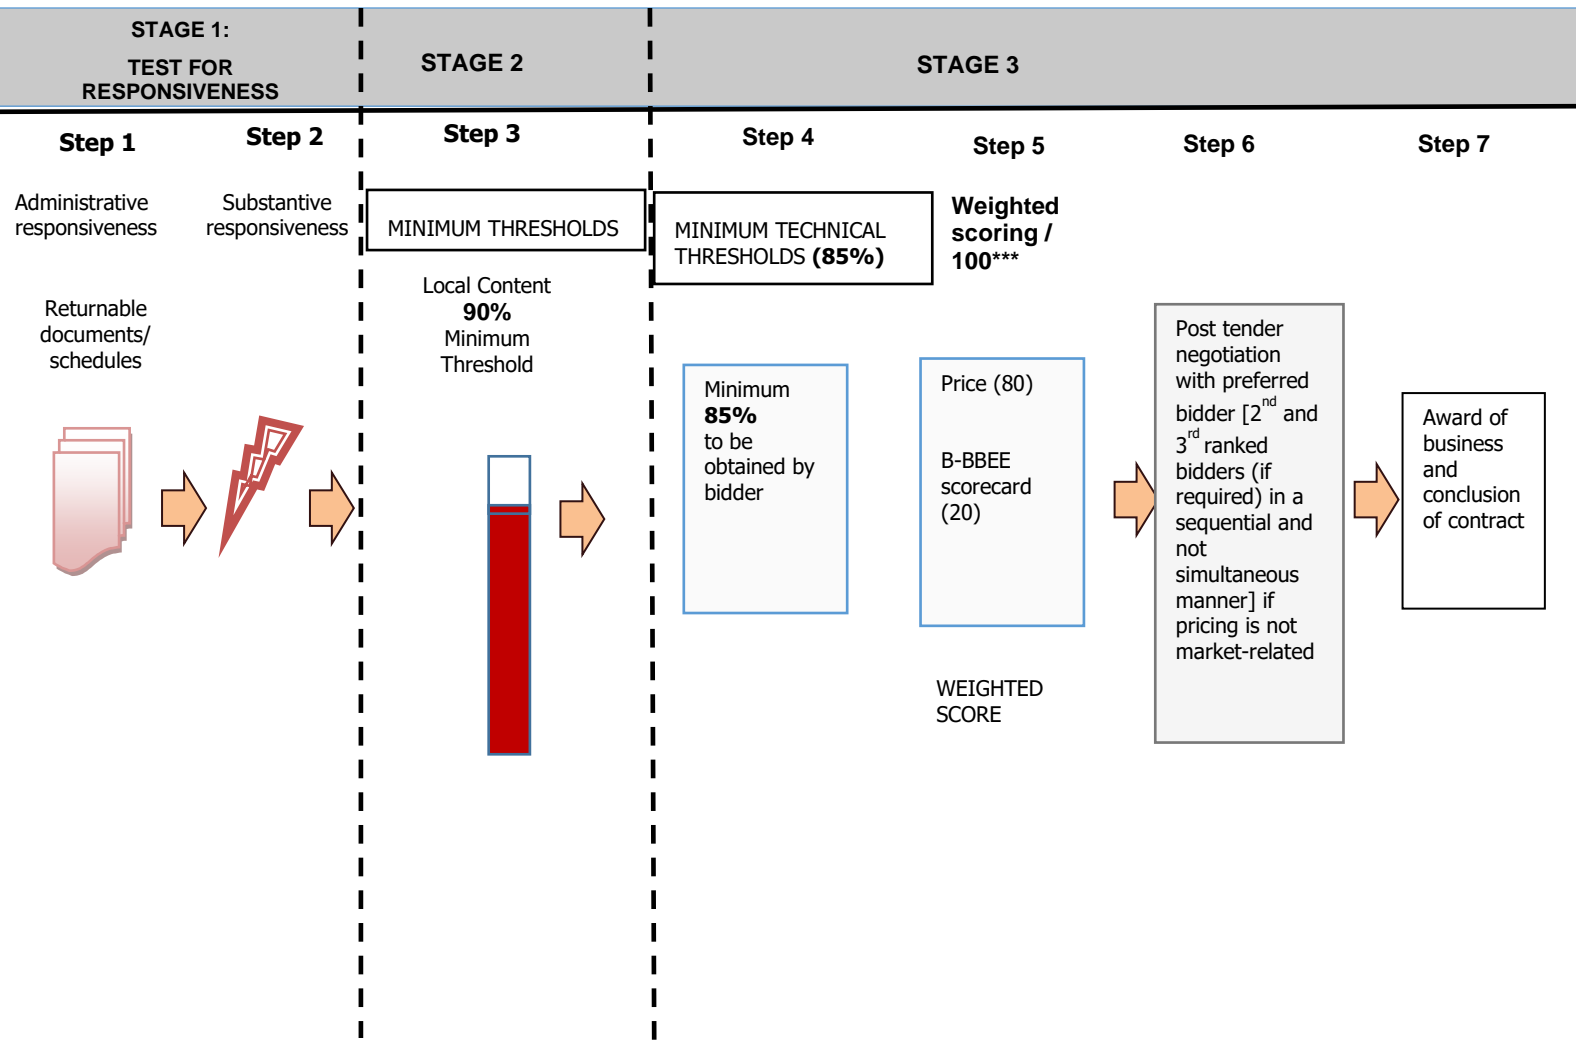 STAGE 1:
TEST FOR
RESPONSIVENESS
STAGE 2
STAGE 3
Step 1
Step 2
Step 3
Step 4
Step 5
Step 6
Step 7
Administrative
responsiveness
Returnable
documents/
schedules
Substantive
responsiveness
MINIMUM THRESHOLDS
Local Content
90%
Minimum
Threshold
MINIMUM TECHNICAL
THRESHOLDS (85%)
Minimum
85%
to be
obtained by
bidder
Weighted
scoring /
100***
Price (80)
B-BBEE
scorecard
(20)
WEIGHTED
SCORE
Post tender
negotiation
with preferred
bidder [2nd and
3rd ranked
bidders (if
required) in a
sequential and
not
simultaneous
manner] if
pricing is not
market-related
Award of
business
and
conclusion
of contract